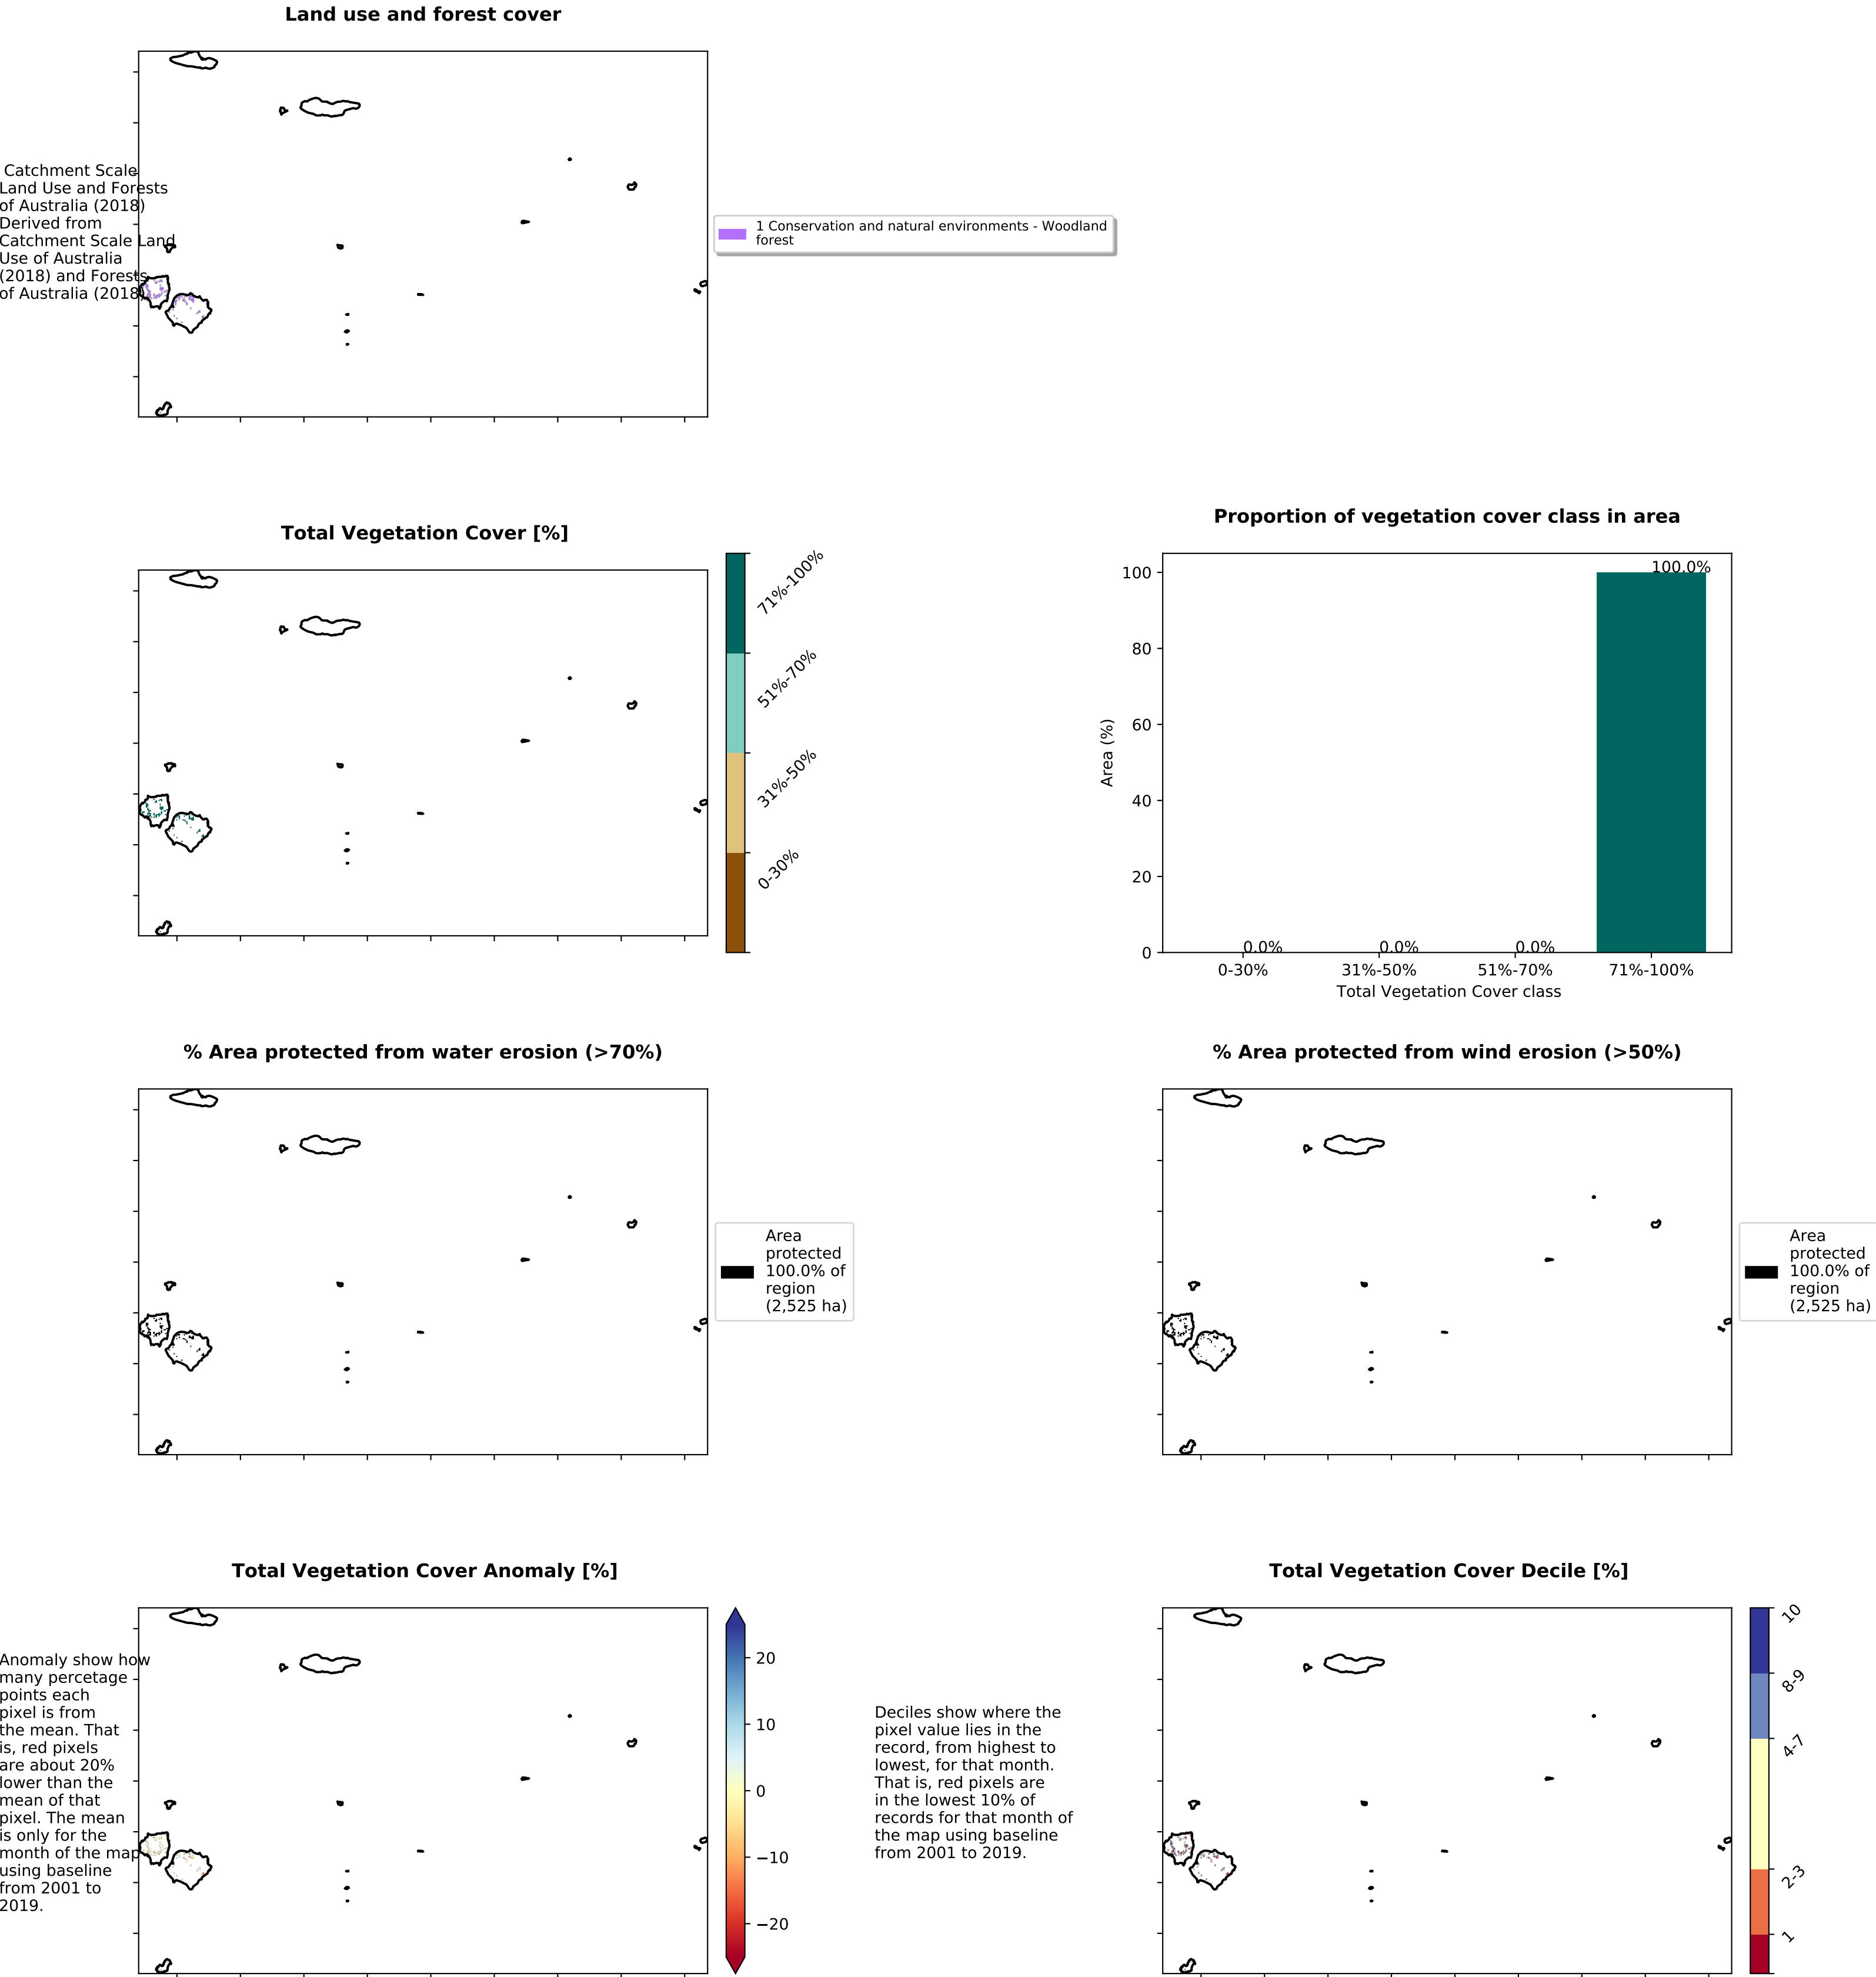 Land use and forest cover
Catchment Scale
Land Use and Forests
of Australia (2018)
Derived from
Catchment Scale Land
Use of Australia
(2018) and Forests
of Australia (2018)
1 Conservation and natural environments - Woodland
forest
Total Vegetation Cover [%]
71%-100%
51%-70%
31%-50%
0-30%
Proportion of vegetation cover class in area
100.0%
100
80
60
40
20
0
Area (%)
0.0%
0.0%
0.0%
0-30%
31%-50%
51%-70%
71%-100%
Total Vegetation Cover class
% Area protected from water erosion (>70%)
Area
protected
100.0% of
region
(2,525 ha)
% Area protected from wind erosion (>50%)
Area
protected
100.0% of
region
(2,525 ha)
Total Vegetation Cover Anomaly [%]
Anomaly show how
many percetage
points each
pixel is from
the mean. That
is, red pixels
are about 20%
lower than the
mean of that
pixel. The mean
is only for the
month of the map
using baseline
from 2001 to
2019.
20
10
0
−10
−20
Total Vegetation Cover Decile [%]
Deciles show where the
pixel value lies in the
record, from highest to
lowest, for that month.
That is, red pixels are
in the lowest 10% of
records for that month of
the map using baseline
from 2001 to 2019.
10
8-9
4-7
2-3
1